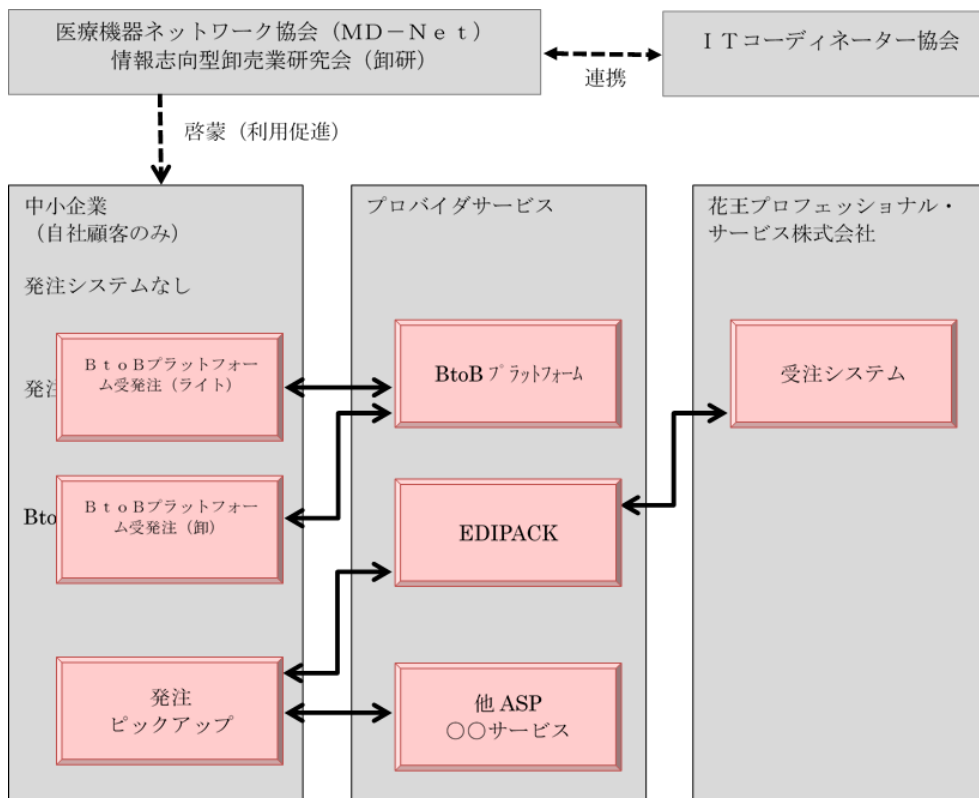 医療機器ネットワーク協会（ＭＤ－Ｎｅｔ）
情報志向型卸売業研究会（卸研）
ＩＴコーディネーター協会
連携
啓蒙（利用促進）
中小企業
（自社顧客のみ）
発注システムなし
ＢｔｏＢプラットフォー
ム受発注（ライト）
発注
ＢｔｏＢプラットフォー
ム受発注（卸）
Bto
発注
ピックアップ
プロバイダサービス
BtoB ﾌﾟﾗｯﾄﾌｫｰﾑ
EDIPACK
他 ASP
○○サービス
花王プロフェッショナル・
サービス株式会社
受注システム